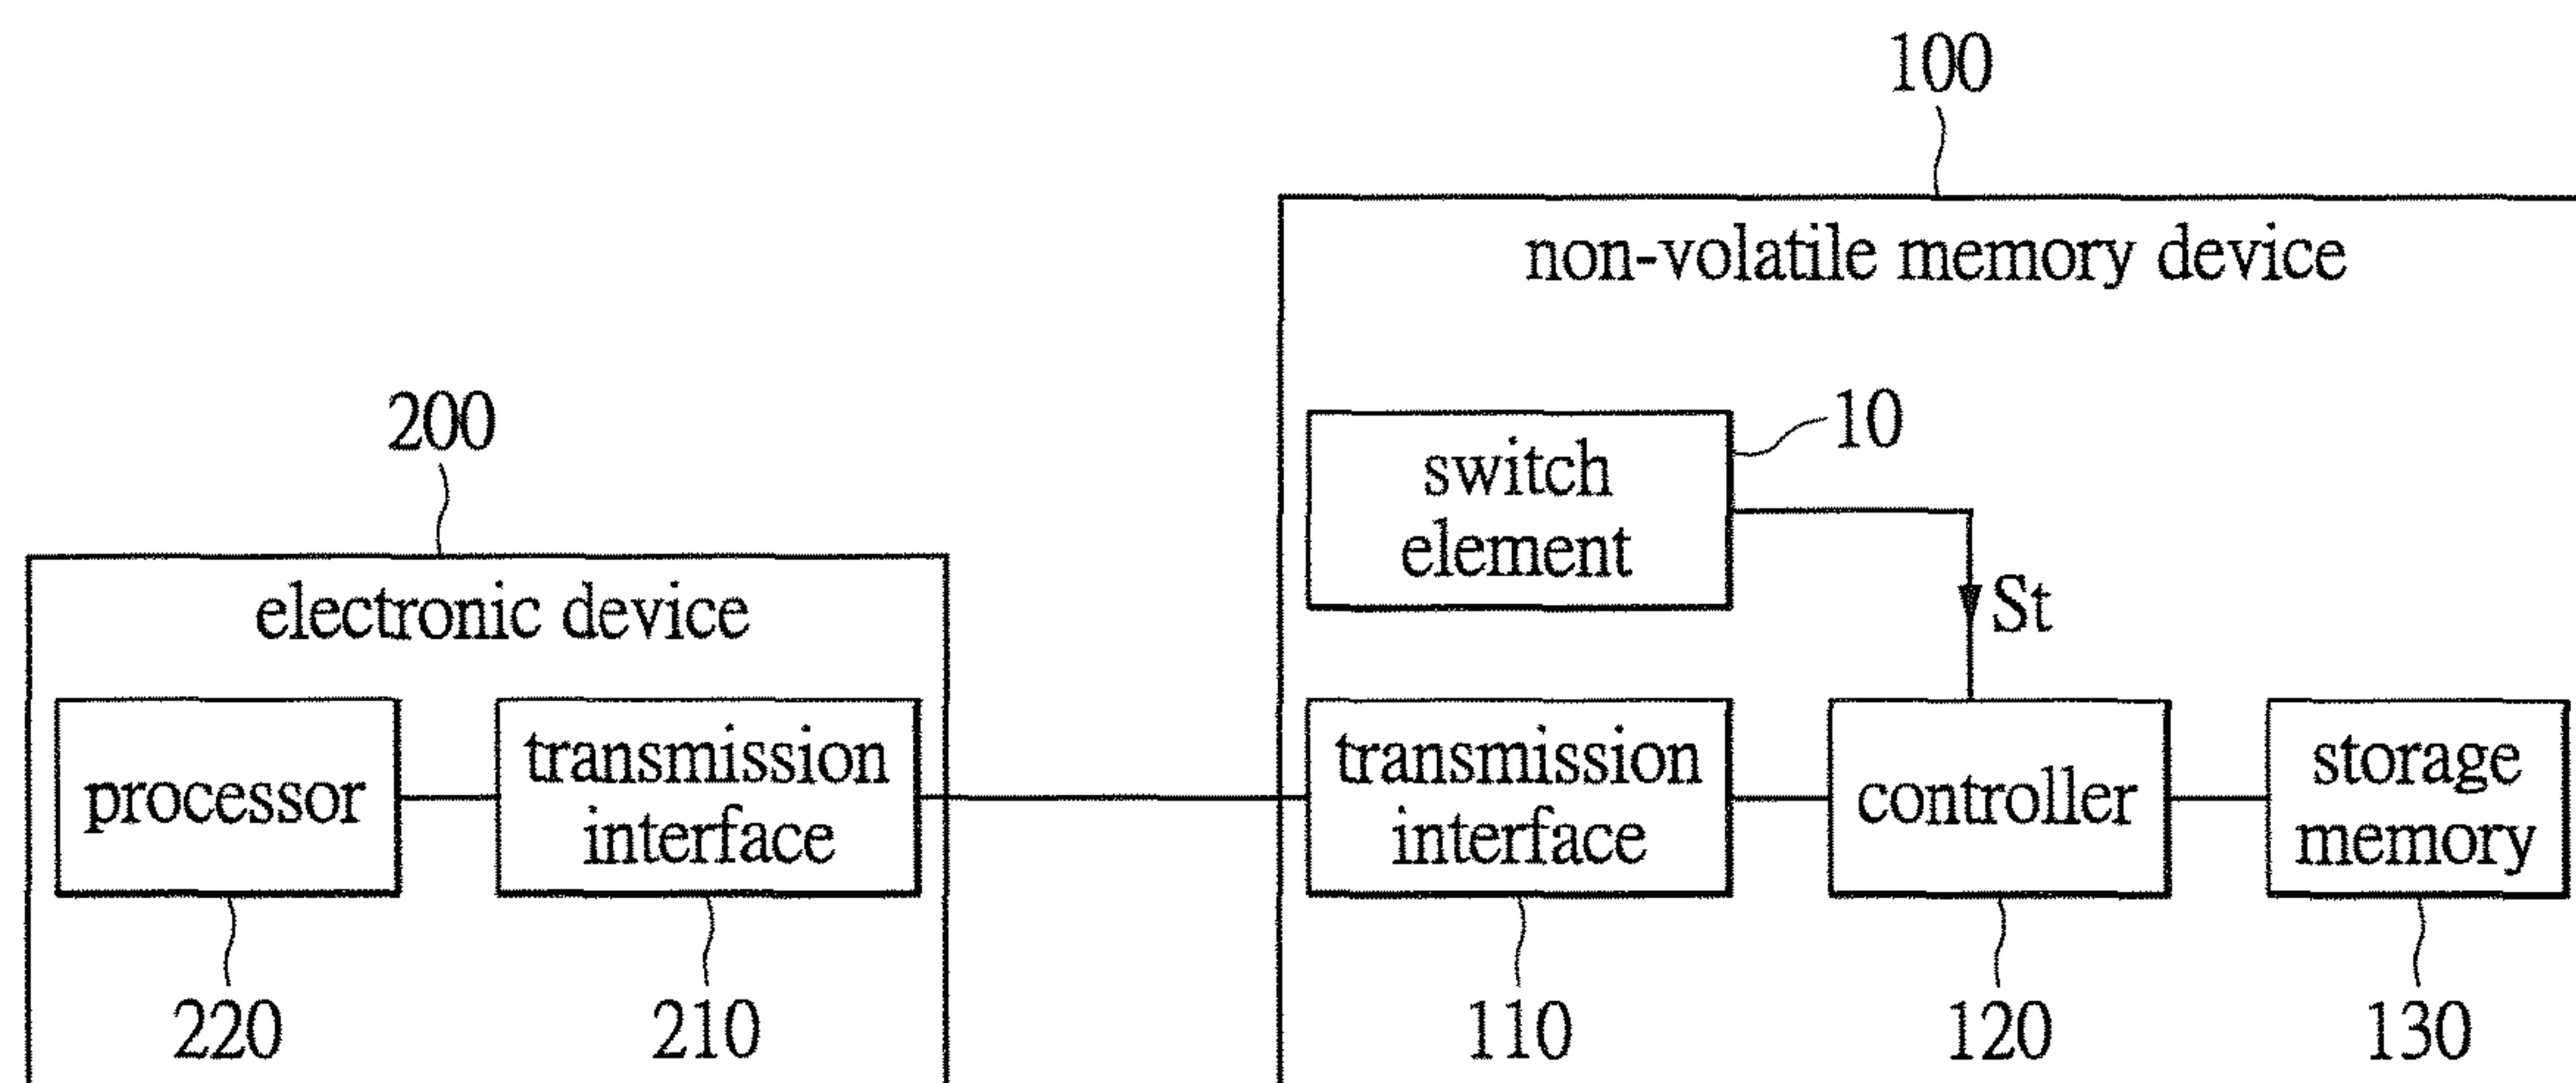 100
non-volatile memory device
200
10
switch
element
electronic device
St
processor
transmission
interface
transmission
interface
controller
storage
memory
220
210
110
120
130